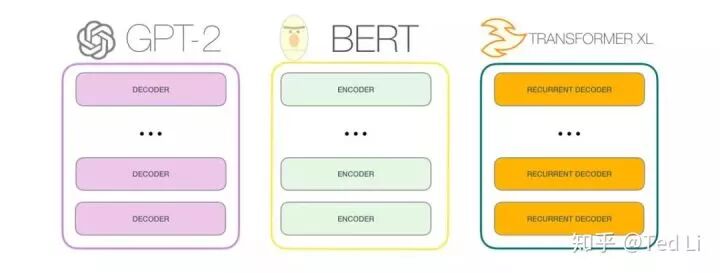 GPT-2
DECODER
•••
DECODER
DECODER
BERT
ENCODER
•••
ENCODER
ENCODER
TRANSFORMER XL
RECURRENT DECODER
•••
RECURRENT DECODER
RECURRENT DECODER
知乎 @Ted Li